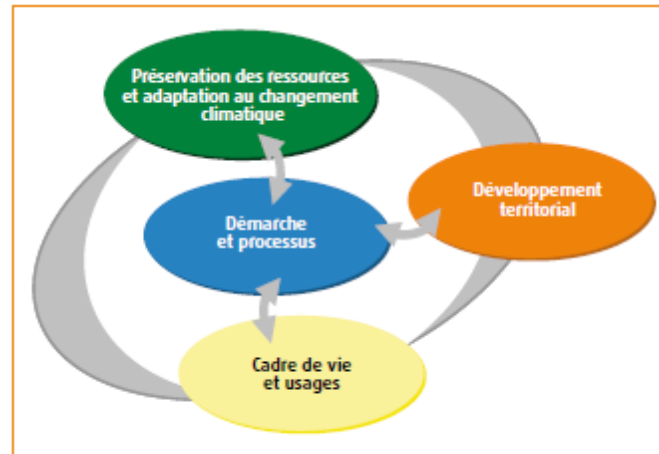 Préservation des ressources
et adaptation au changement
climatique
Développement
territorial
Démarche
et processus
Cadre de vie
et usages